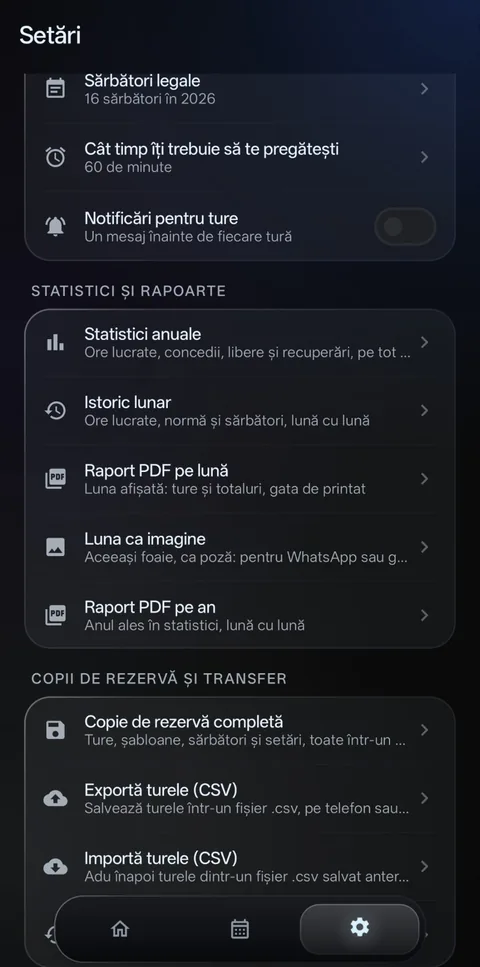 Setări
Sărbători legale
16 sărbători în 2026
Cât timp îți trebuie să te pregătești
60 de minute
Notificări pentru ture
Un mesaj înainte de fiecare tură
STATISTICI ȘI RAPOARTE
Statistici anuale
Ore lucrate, concedii, libere și recuperări, pe tot ...
Istoric lunar
Ore lucrate, normă și sărbători, lună cu lună
PDF
Raport PDF pe lună
Luna afișată: ture și totaluri, gata de printat
Luna ca imagine
Aceeași foaie, ca poză: pentru WhatsApp sau g...
PDF
Raport PDF pe an
Anul ales în statistici, lună cu lună
COPII DE REZERVĂ ȘI TRANSFER
Copie de rezervă completă
Ture, șabloane, sărbători și setări, toate într-un ...
Exportă turele (CSV)
Salvează turele într-un fișier .csv, pe telefon sau...
Importă turele (CSV)
Adu înapoi turele dintr-un fișier .csv salvat anter...